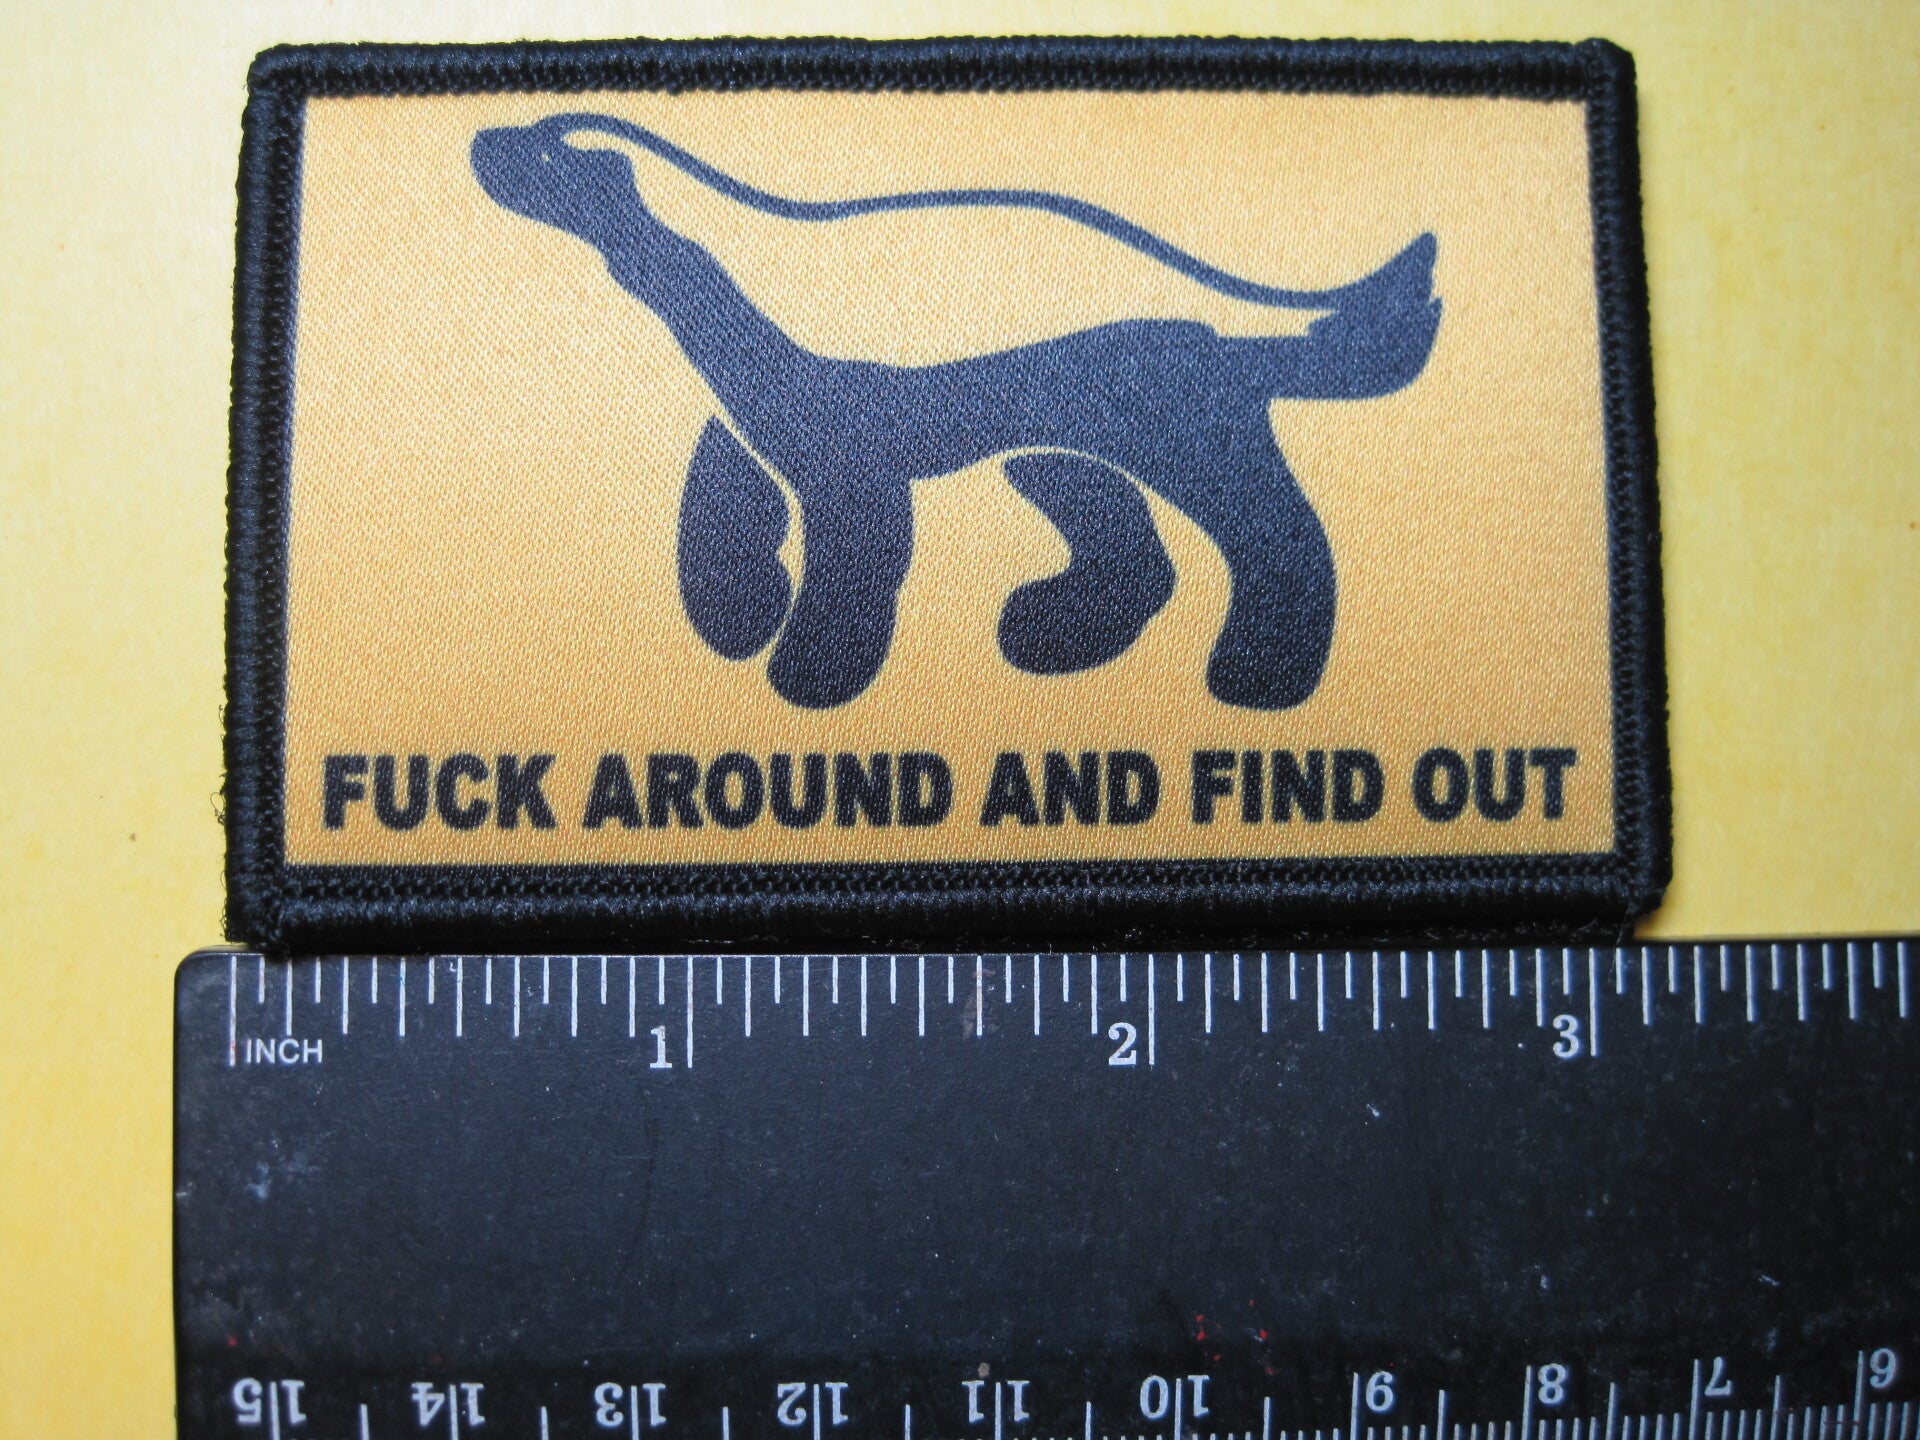 FUCK AROUND AND FIND OUT
INCH 1 2 3
15 14 13 12 11 10 9 8 7 6